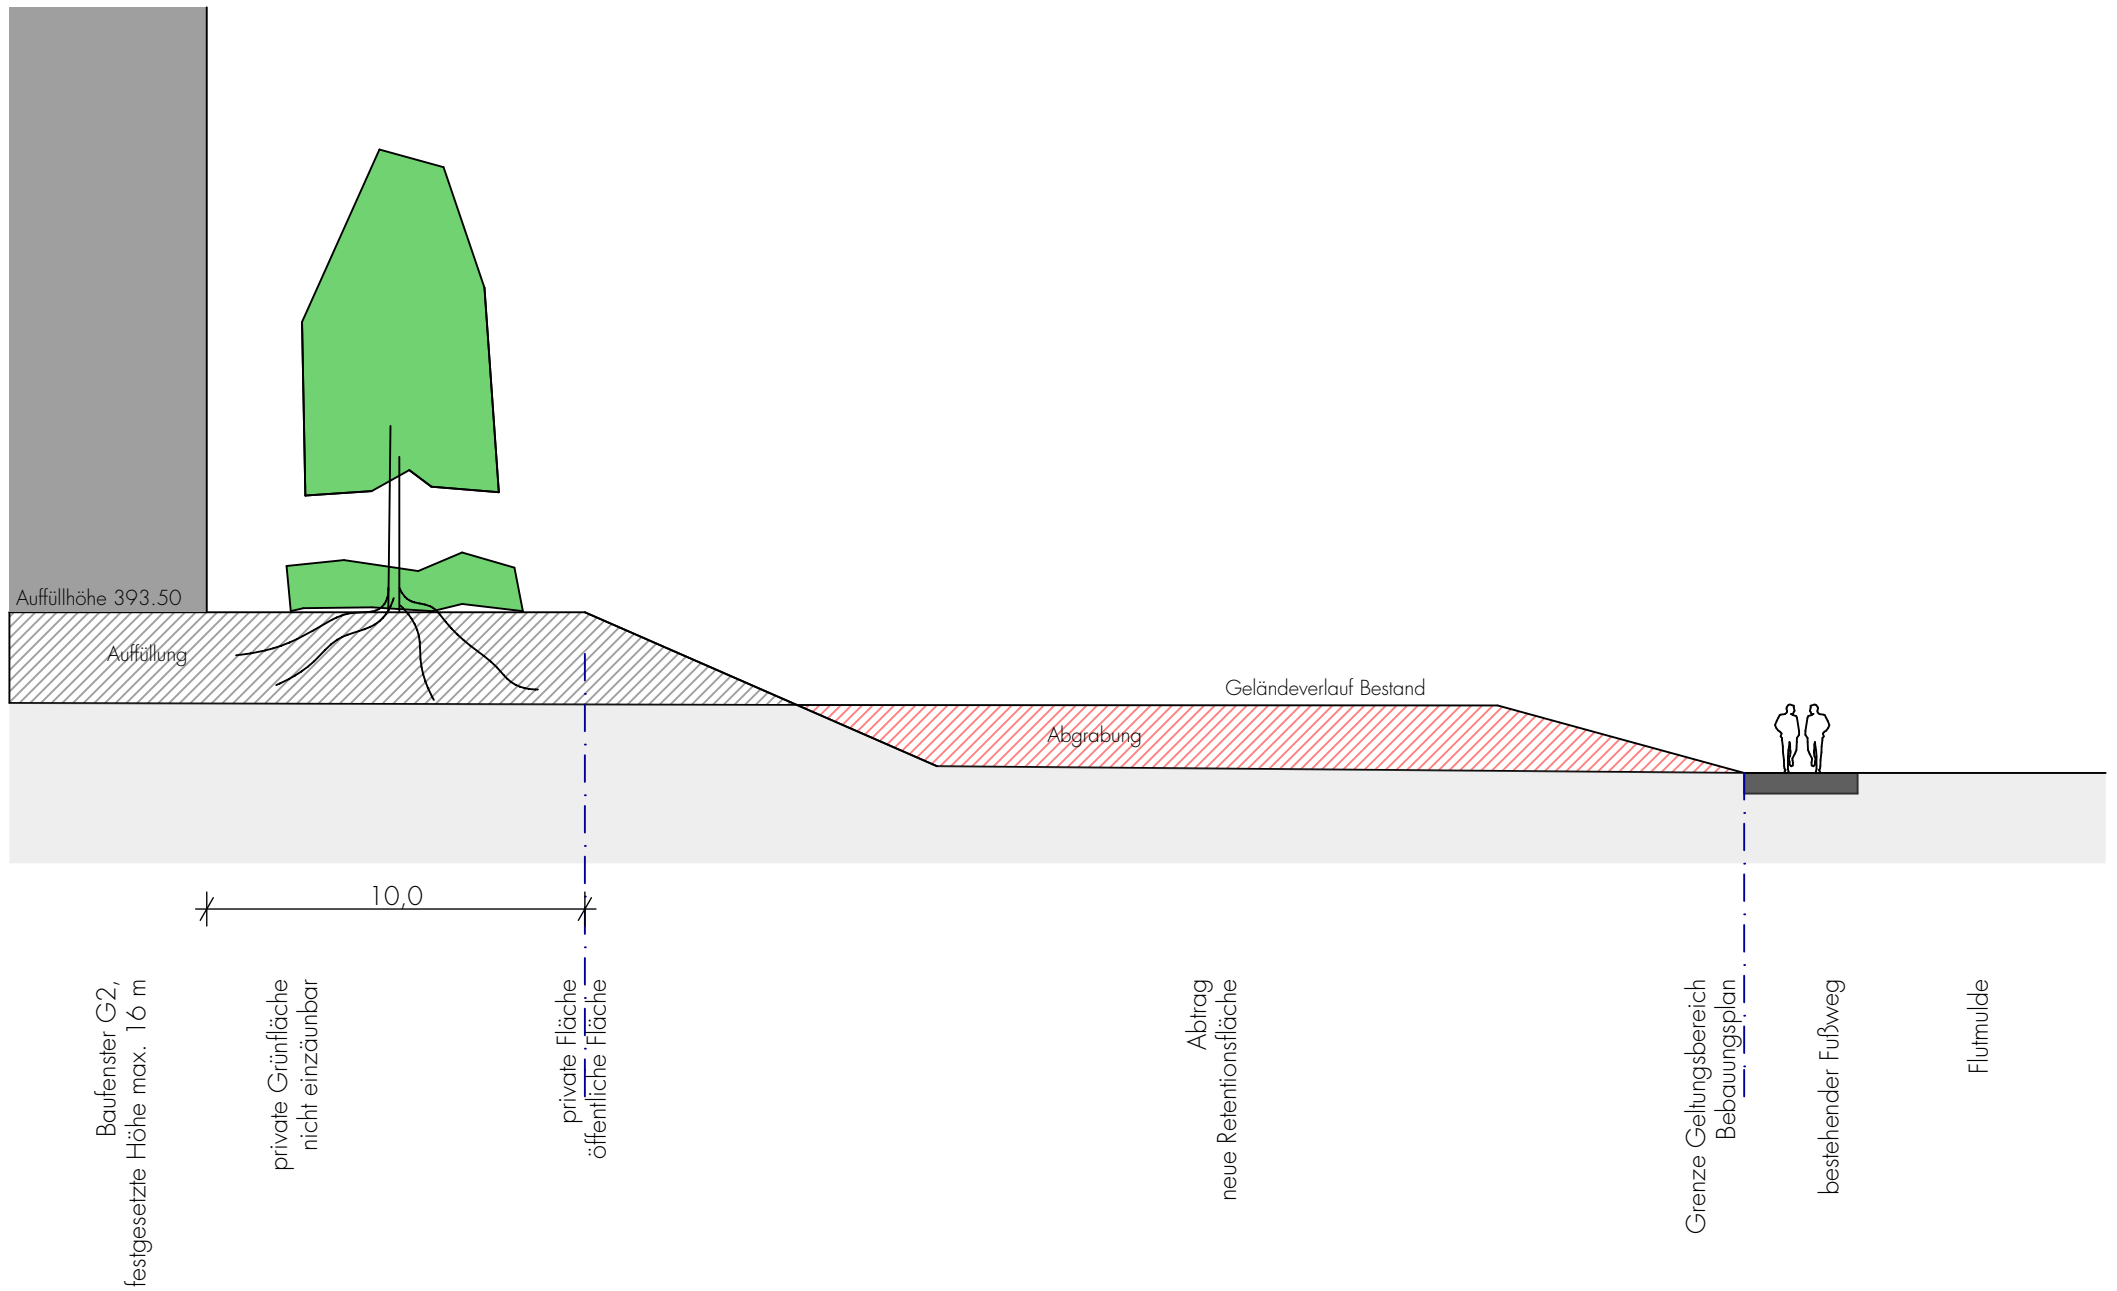 Auffüllhöhe 393.50
Auffüllung
Geländeverlauf Bestand
Abgrabung
10,0
Baufenster G2,
festgesetzte Höhe max. 16 m
private Grünfläche
nicht einzäunbar
private Fläche
öffentliche Fläche
Abtrag
neue Retentionsfläche
Grenze Geltungsbereich
Bebauungsplan
bestehender Fußweg
Flutmulde